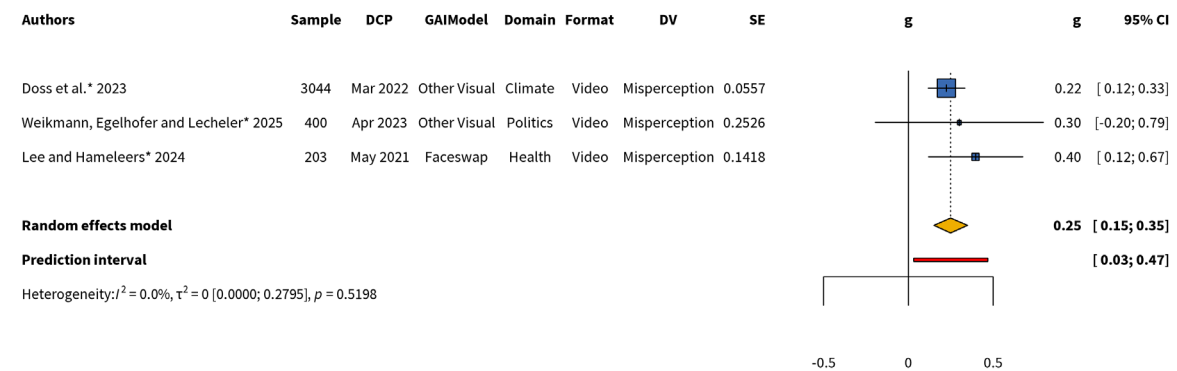 Authors Sample DCP GAIModel Domain Format DV SE g g 95% CI
Doss et al.* 2023 3044 Mar 2022 Other Visual Climate Video Misperception 0.0557 0.22 [ 0.12; 0.33]
Weikmann, Egelhofer and Lecheler* 2025 400 Apr 2023 Other Visual Politics Video Misperception 0.2526 0.30 [-0.20; 0.79]
Lee and Hameleers* 2024 203 May 2021 Faceswap Health Video Misperception 0.1418 0.40 [ 0.12; 0.67]
Random effects model 0.25 [ 0.15; 0.35]
Prediction interval [ 0.03; 0.47]
Heterogeneity: I² = 0.0%, τ² = 0 [0.0000; 0.2795], p = 0.5198
-0.5 0 0.5